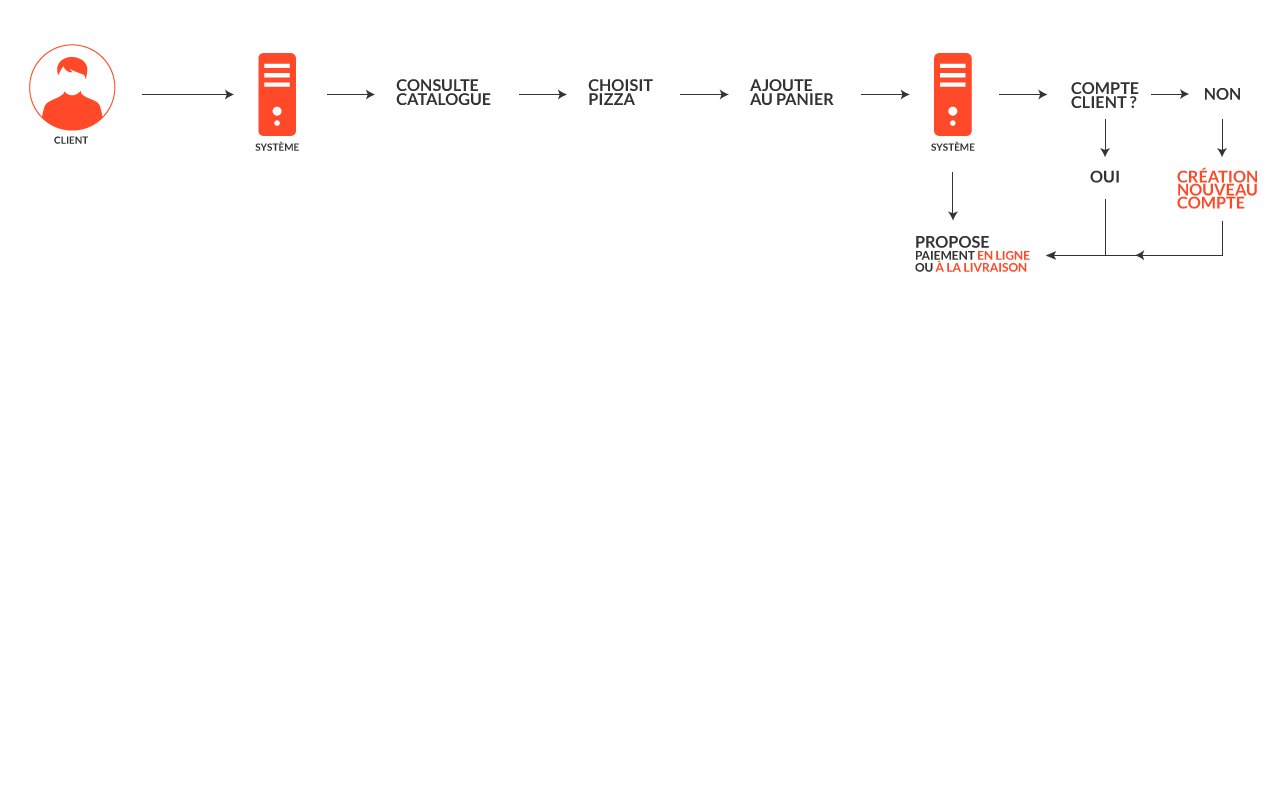 CLIENT
SYSTÈME
CONSULTE
CATALOGUE
CHOISIT
PIZZA
AJOUTE
AU PANIER
SYSTÈME
COMPTE
CLIENT ?
NON
OUI
CRÉATION
NOUVEAU
COMPTE
PROPOSE
PAIEMENT EN LIGNE
OU À LA LIVRAISON